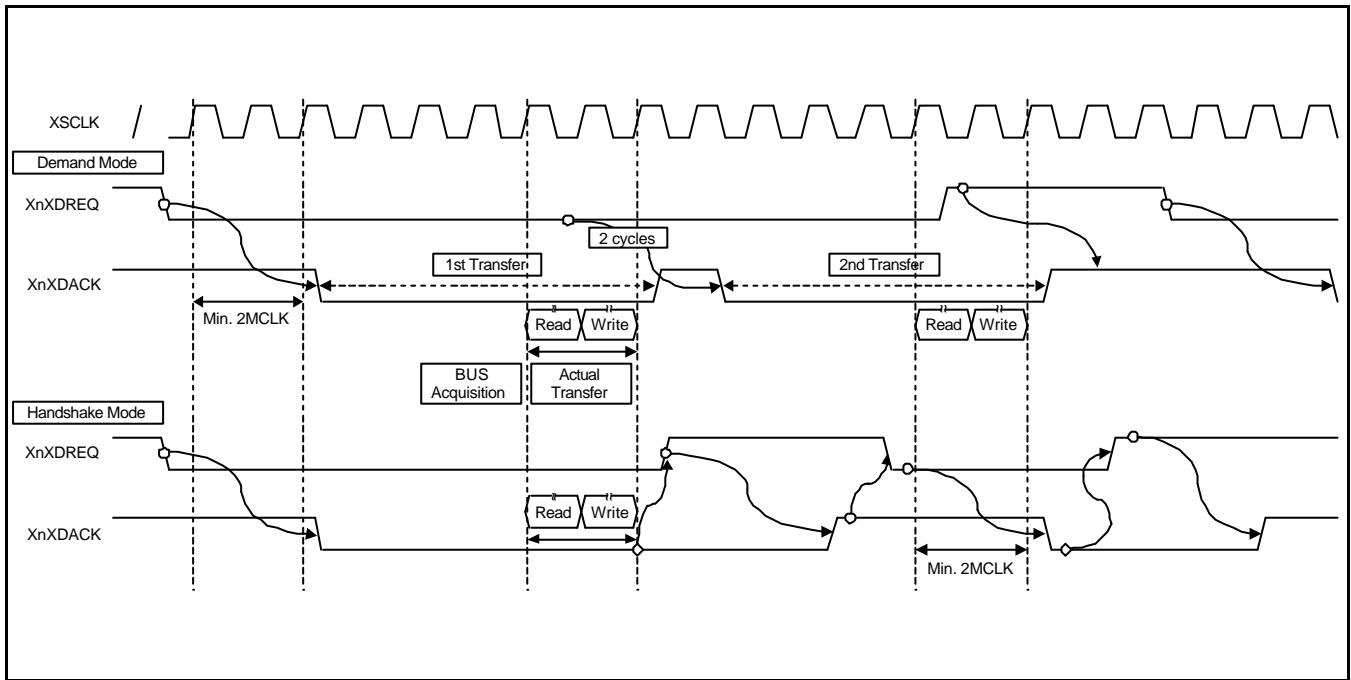 XSCLK
Demand Mode
XnXDREQ
2 cycles
1st Transfer
2nd Transfer
XnXDACK
Min. 2MCLK
Read
Write
Read
Write
BUS
Acquisition
Actual
Transfer
Handshake Mode
XnXDREQ
Read
Write
XnXDACK
Min. 2MCLK